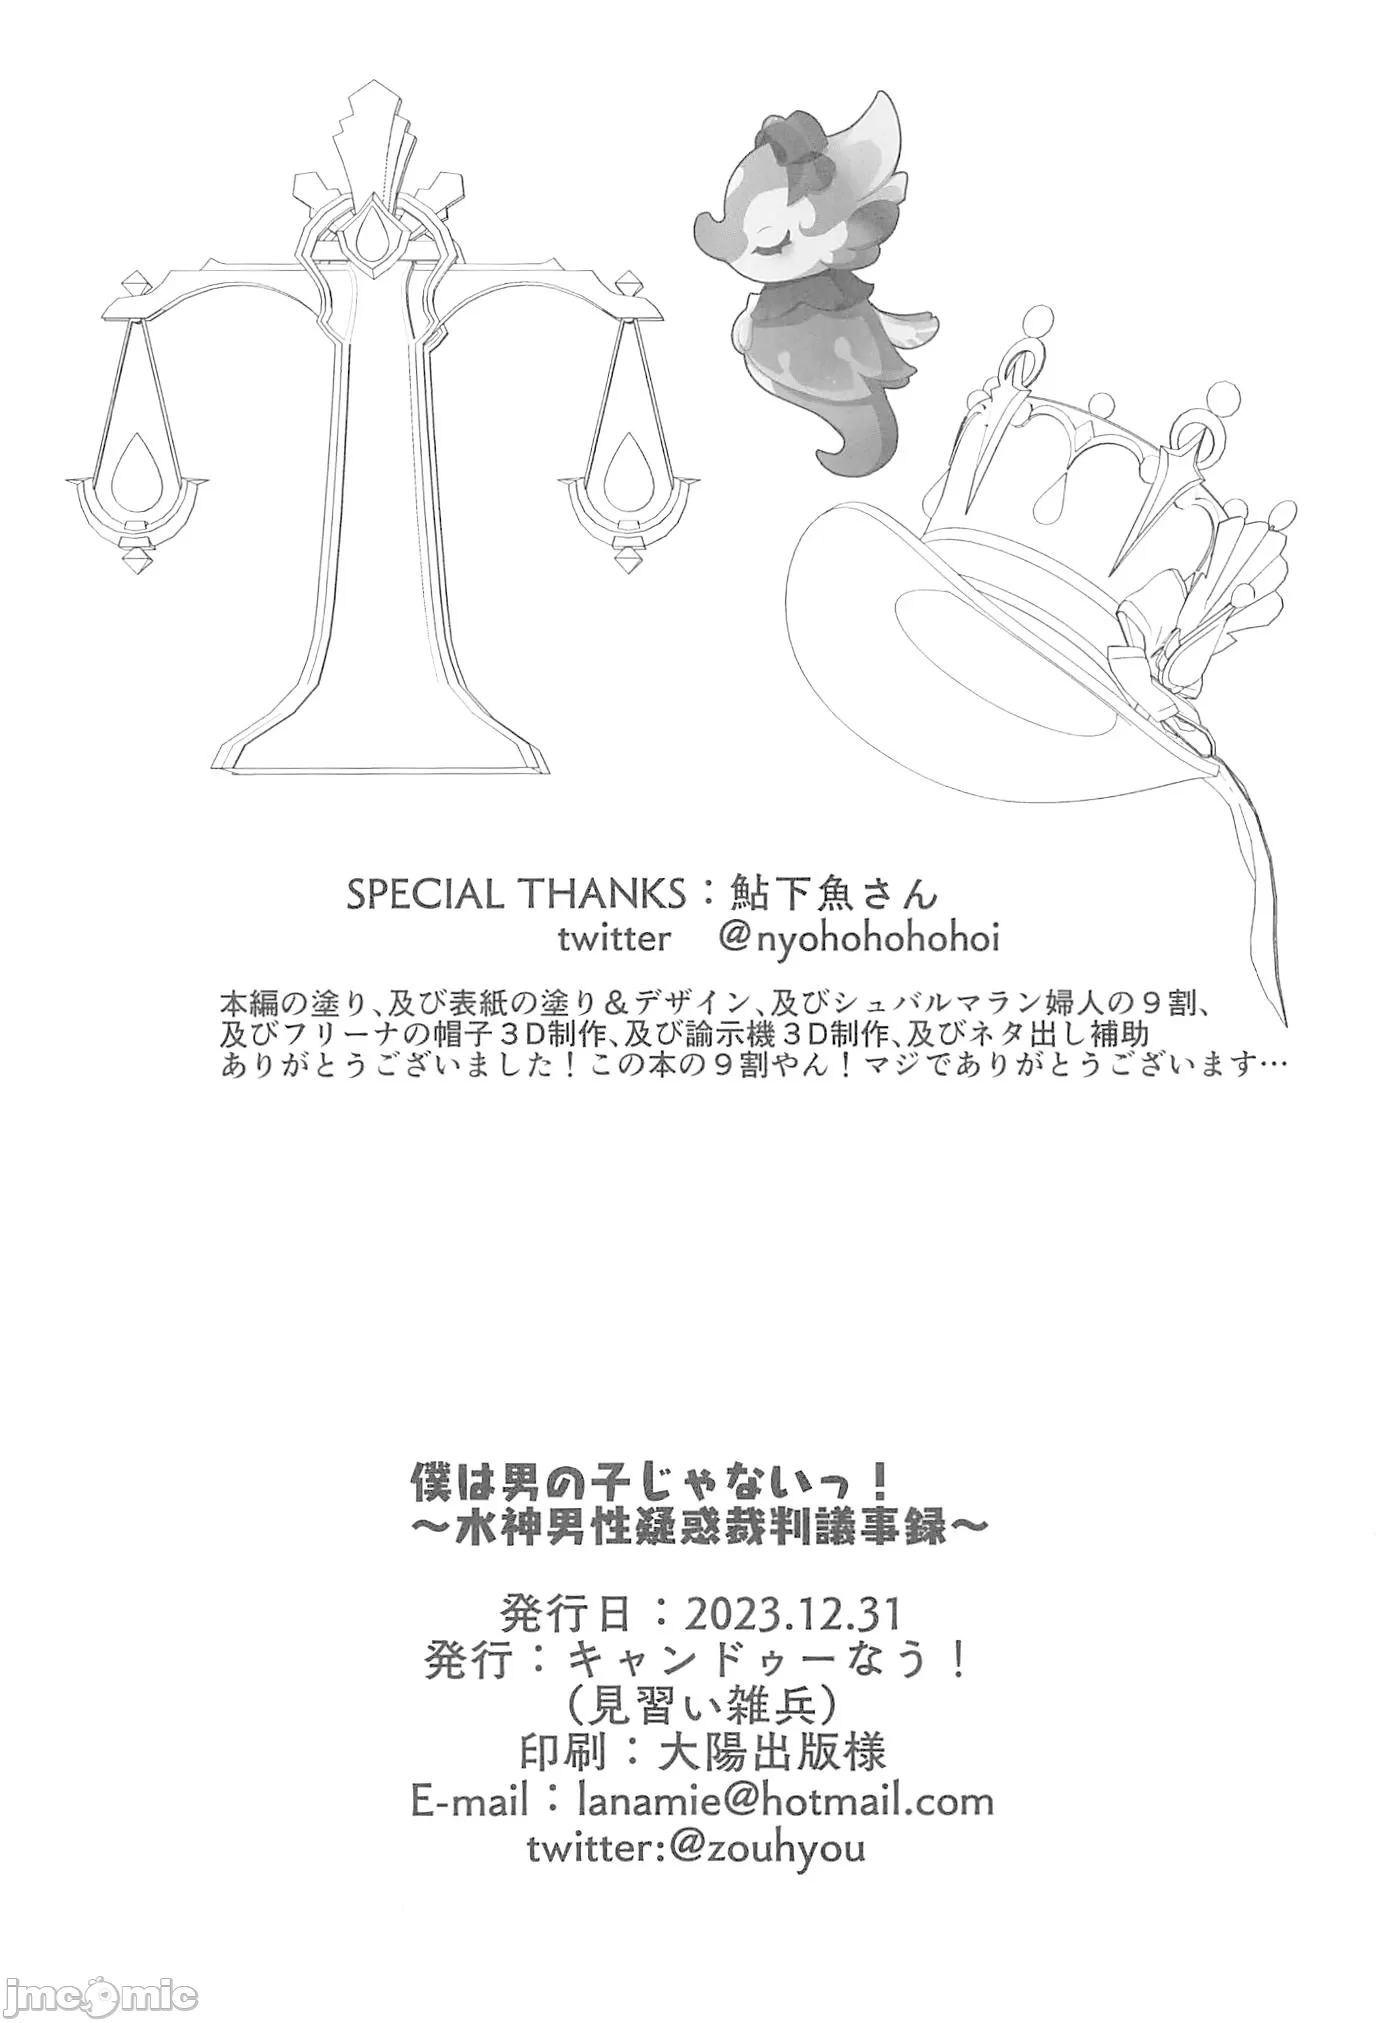 SPECIAL THANKS：鮎下魚さん
twitter　@nyohohohohoi
本編の塗り、及び表紙の塗り＆デザイン、及びシュバルマラン婦人の９割、
及びフリーナの帽子３D制作、及び諭示機３D制作、及びネタ出し補助
ありがとうございました！この本の９割やん！マジでありがとうございます…
僕は男の子じゃないっ！
〜水神男性疑惑裁判議事録〜
発行日：2023.12.31
発行：キャンドゥーなう！
（見習い雑兵）
印刷：大陽出版様
E-mail：lanamie@hotmail.com
twitter:@zouhyou
jmcomic